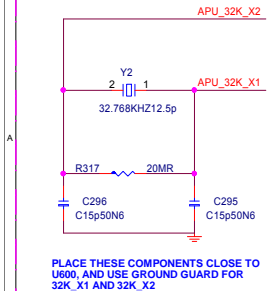 APU_32K_X2
Y2
2 1
APU_32K_X1
32.768KHZ12.5p
A
R317 20MR
C296 C295
C15p50N6 C15p50N6
PLACE THESE COMPONENTS CLOSE TO
U600, AND USE GROUND GUARD FOR
32K_X1 AND 32K_X2